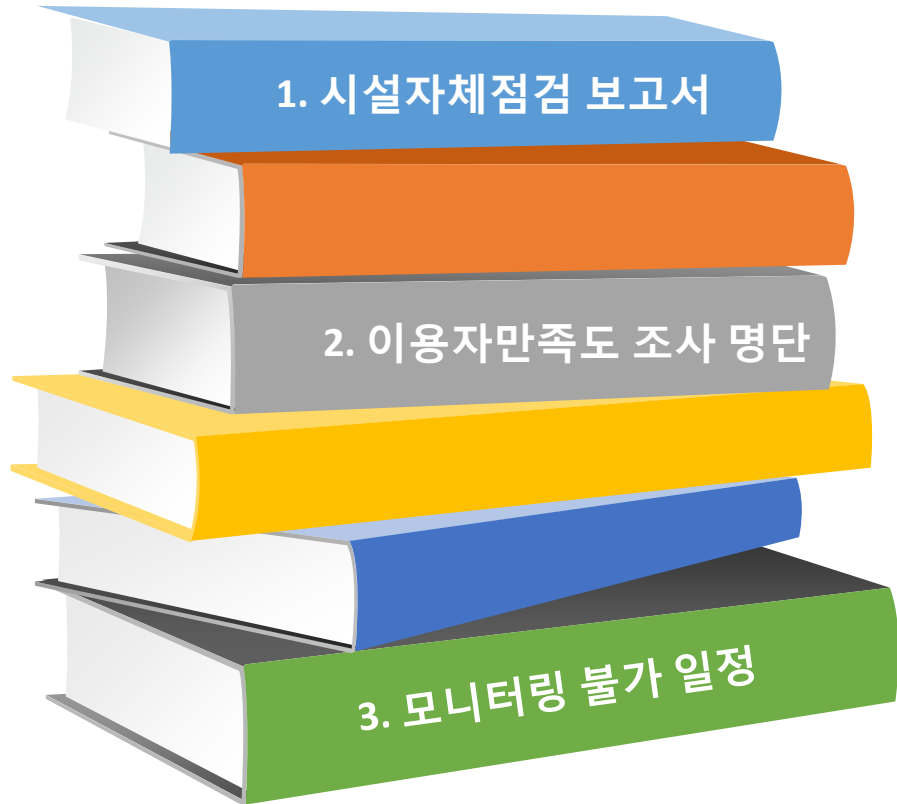 1. 시설자체점검 보고서
2. 이용자만족도 조사 명단
3. 모니터링 불가 일정